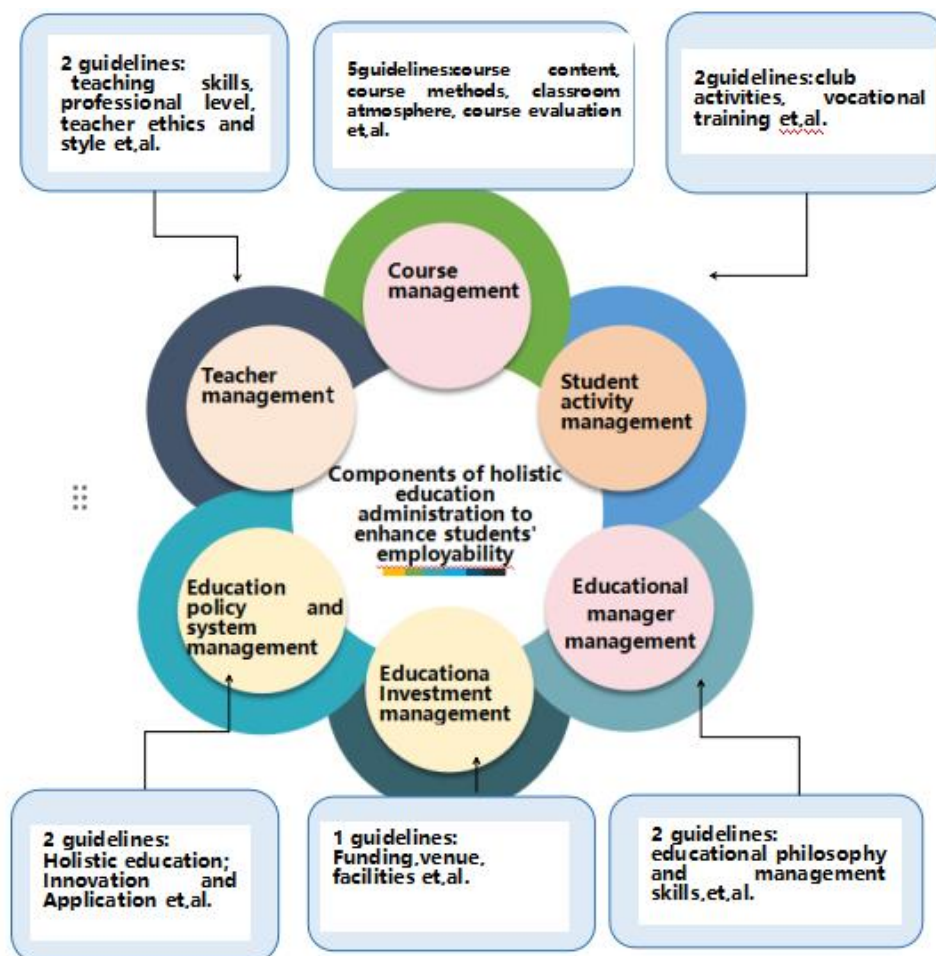 2 guidelines:
teaching skills,
professional level,
teacher ethics and
style et,al.
5guidelines:course content,
course methods, classroom
atmosphere, course evaluation
et,al.
2guidelines:club
activities, vocational
training et,al.
Course
management
Teacher
management
Student
activity
management
Components of holistic
education
administration to
enhance students'
employability
Education
policy and
system
management
Educational
manager
management
Educationa
Investment
management
2 guidelines:
Holistic education;
Innovation and
Application et,al.
1 guidelines:
Funding,venue,
facilities et,al.
2 guidelines:
educational philosophy
and management
skills,et,al.